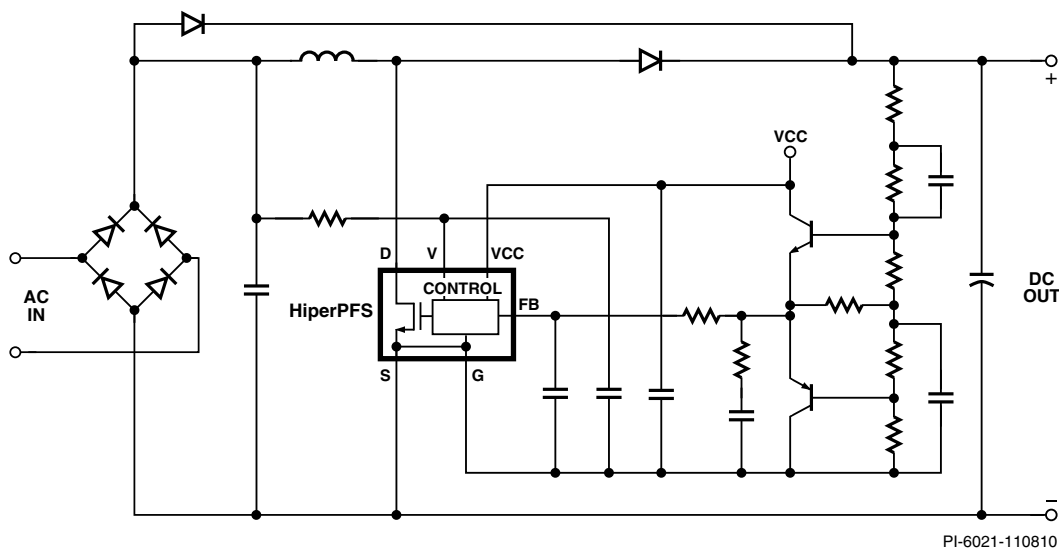 +
VCC
D
V
VCC
CONTROL
AC
IN
HiperPFS
FB
DC
OUT
S
G
–
PI-6021-110810